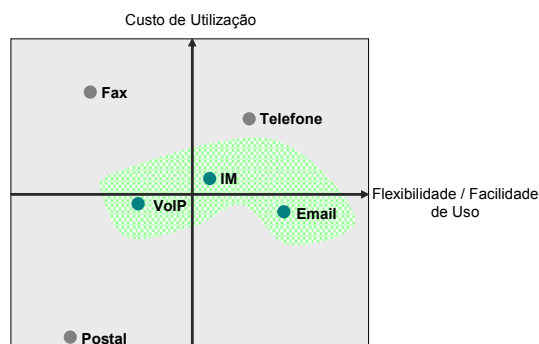 Custo de Utilização
Fax
Telefone
IM
Flexibilidade / Facilidade
de Uso
VoIP
Email
Postal